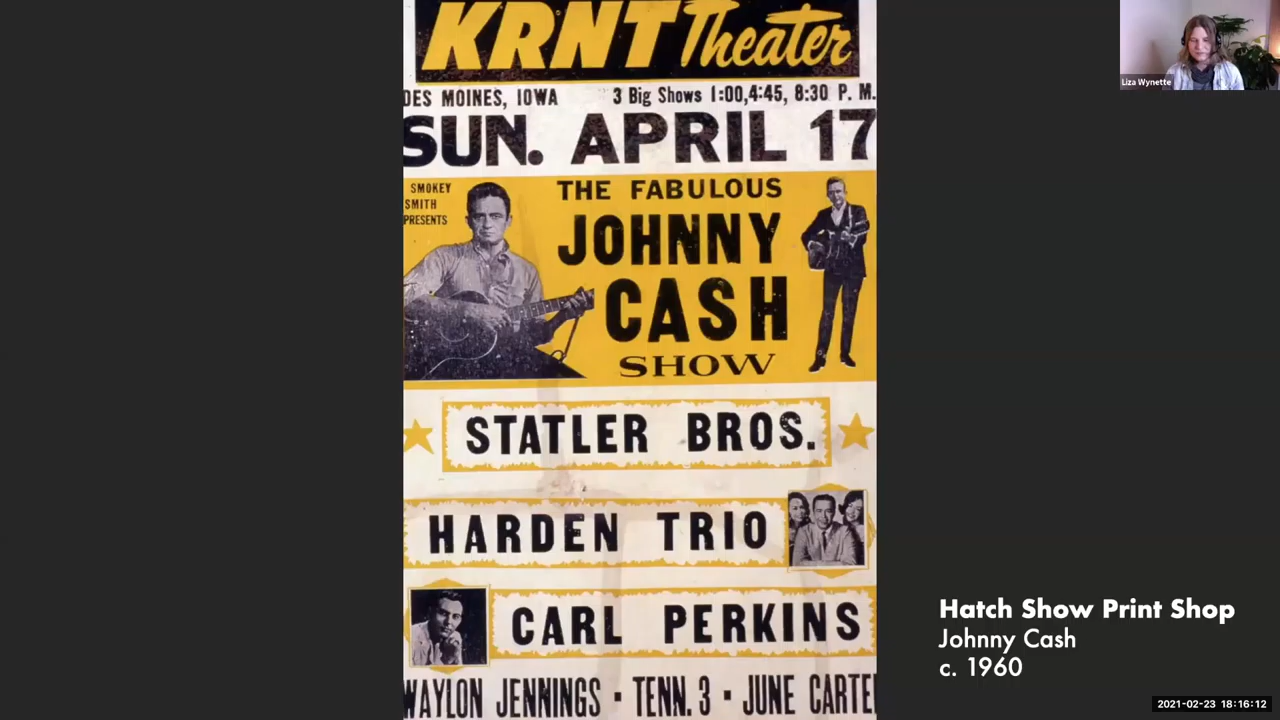 KRNT Theater
DES MOINES, IOWA 3 Big Shows 1:00,4:45, 8:30 P. M.
SUN. APRIL 17
SMOKEY
SMITH
PRESENTS
THE FABULOUS
JOHNNY
CASH
SHOW
STATLER BROS.
HARDEN TRIO
CARL PERKINS
WAYLON JENNINGS · TENN. 3 · JUNE CARTE
Liza Wynette
Hatch Show Print Shop
Johnny Cash
c. 1960
2021-02-23 18:16:12